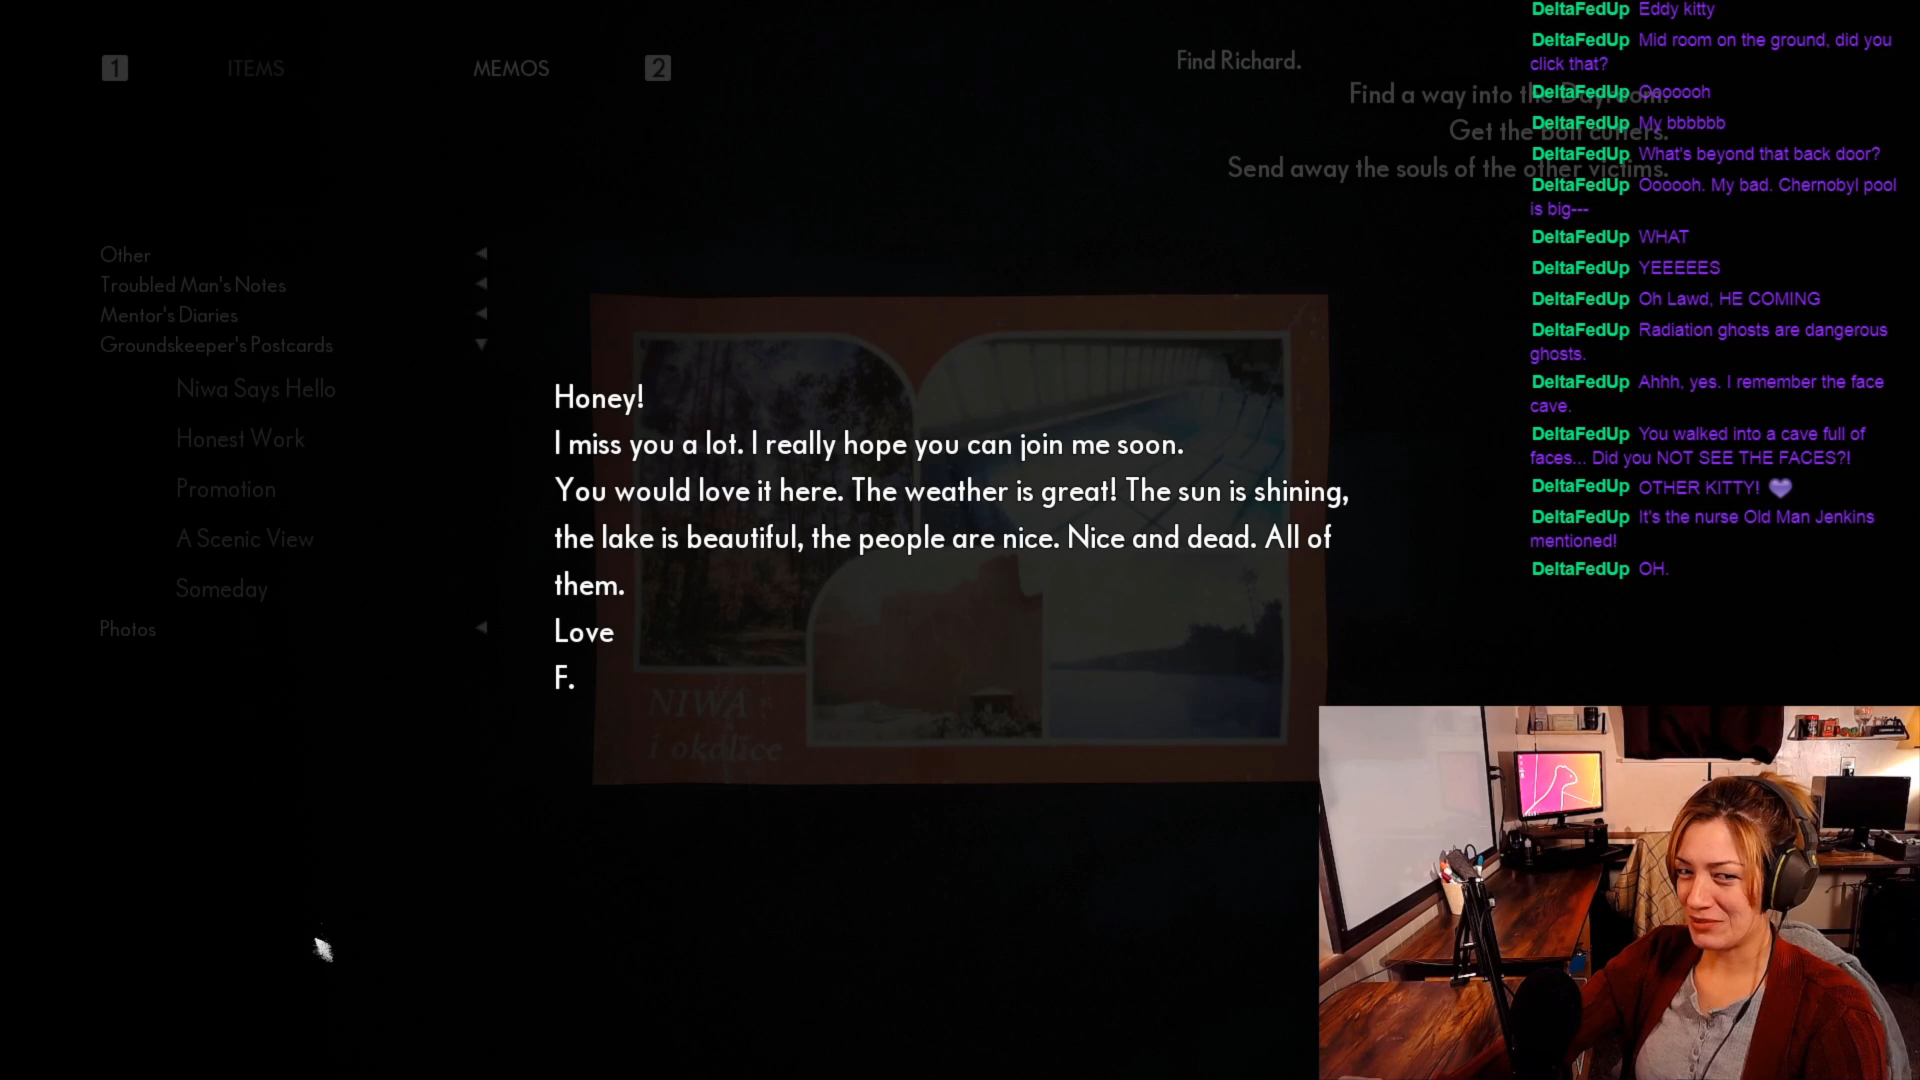 1
ITEMS
MEMOS
2
Find Richard.
Find a way into the Dayroom.
Get the bolt cutters.
Send away the souls of the other victims.
Other
Troubled Man's Notes
Mentor's Diaries
Groundskeeper's Postcards
Niwa Says Hello
Honest Work
Promotion
A Scenic View
Someday
Photos
Honey!
I miss you a lot. I really hope you can join me soon.
You would love it here. The weather is great! The sun is shining,
the lake is beautiful, the people are nice. Nice and dead. All of
them.
Love
F.
NIWA
i okolice
DeltaFedUp Eddy kitty
DeltaFedUp Mid room on the ground, did you
click that?
DeltaFedUp Ooooooh
DeltaFedUp My bbbbbb
DeltaFedUp What's beyond that back door?
DeltaFedUp Oooooh. My bad. Chernobyl pool
is big---
DeltaFedUp WHAT
DeltaFedUp YEEEEES
DeltaFedUp Oh Lawd, HE COMING
DeltaFedUp Radiation ghosts are dangerous
ghosts.
DeltaFedUp Ahhh, yes. I remember the face
cave.
DeltaFedUp You walked into a cave full of
faces... Did you NOT SEE THE FACES?!
DeltaFedUp OTHER KITTY!
DeltaFedUp It's the nurse Old Man Jenkins
mentioned!
DeltaFedUp OH.